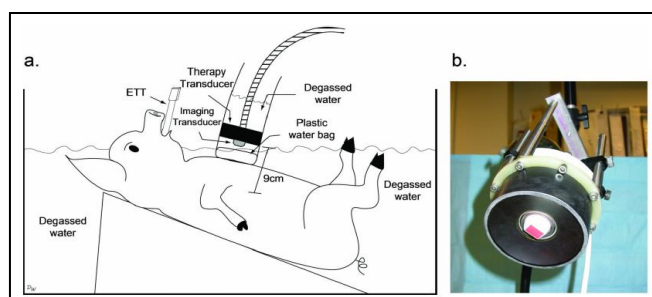 a.
b.
ETT
Therapy
Transducer
Imaging
Transducer
Degassed
water
Plastic
water bag
9cm
Degassed
water
Degassed
water